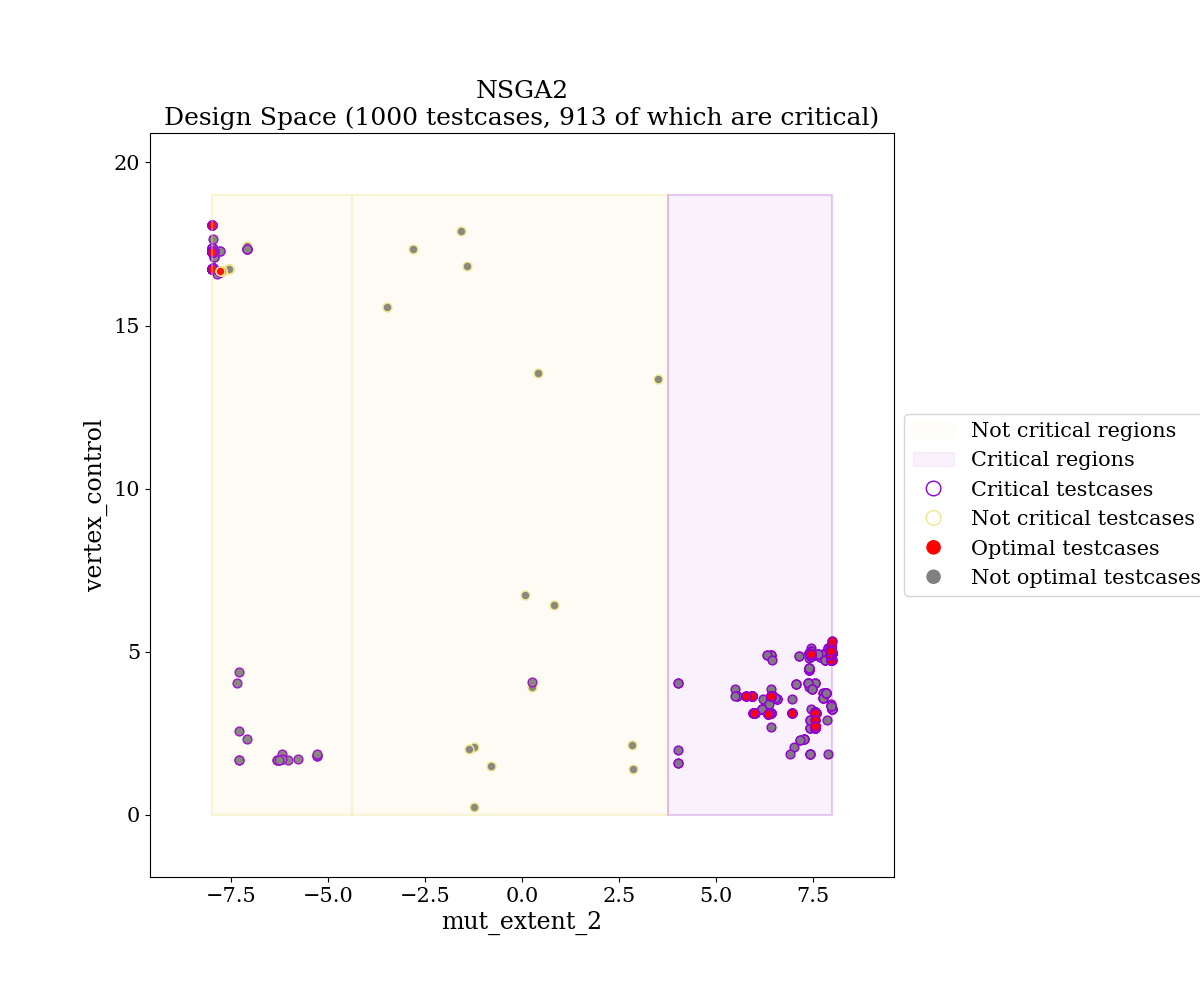 NSGA2
Design Space (1000 testcases, 913 of which are critical)
20
15
10
5
0
vertex_control
−7.5
−5.0
−2.5
0.0
2.5
5.0
7.5
mut_extent_2
Not critical regions
Critical regions
Critical testcases
Not critical testcases
Optimal testcases
Not optimal testcases